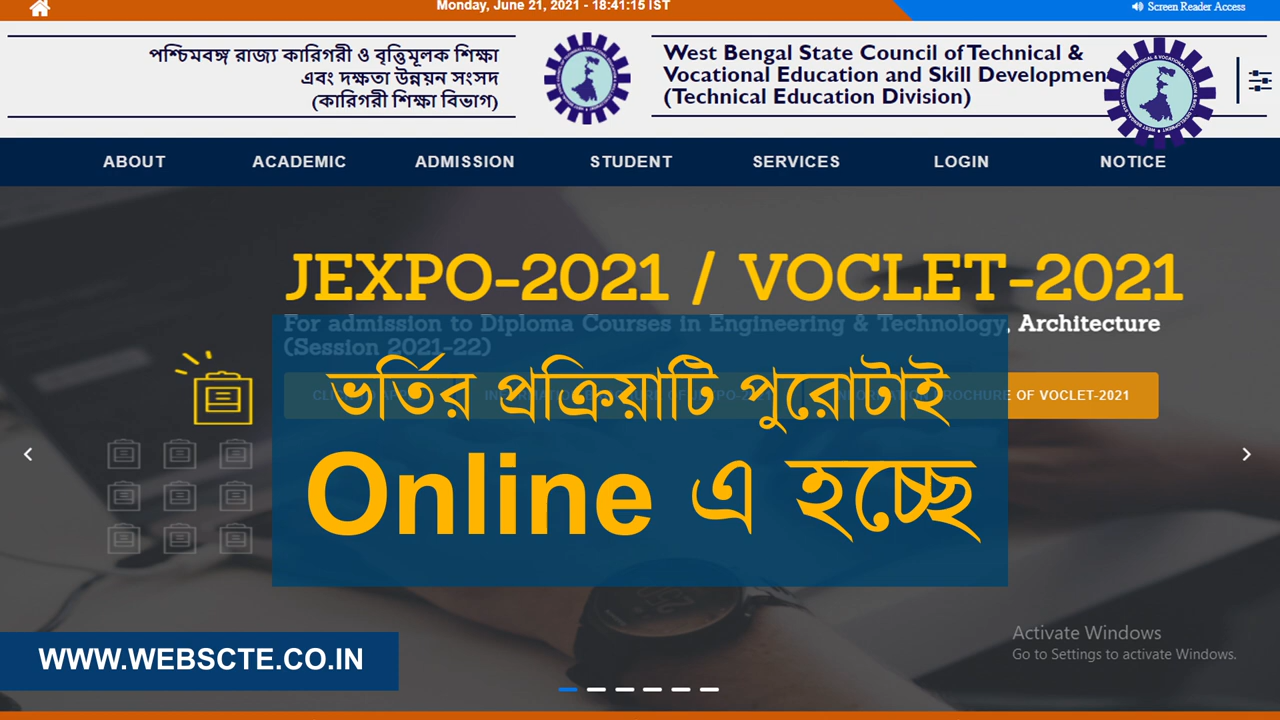 Monday, June 21, 2021 - 18:41:15 IST
Screen Reader Access
পশ্চিমবঙ্গ রাজ্য কারিগরী ও বৃত্তিমূলক শিক্ষা
এবং দক্ষতা উন্নয়ন সংসদ
(কারিগরী শিক্ষা বিভাগ)
West Bengal State Council of Technical &
Vocational Education and Skill Developmen
(Technical Education Division)
ABOUT ACADEMIC ADMISSION STUDENT SERVICES LOGIN NOTICE
JEXPO-2021 / VOCLET-2021
For admission to Diploma Courses in Engineering & Technology, Architecture
(Session 2021-22)
OF VOCLET-2021
ভর্তির প্রক্রিয়াটি পুরোটাই
Online এ হচ্ছে
WWW.WEBSCTE.CO.IN
Activate Windows
Go to Settings to activate Windows.